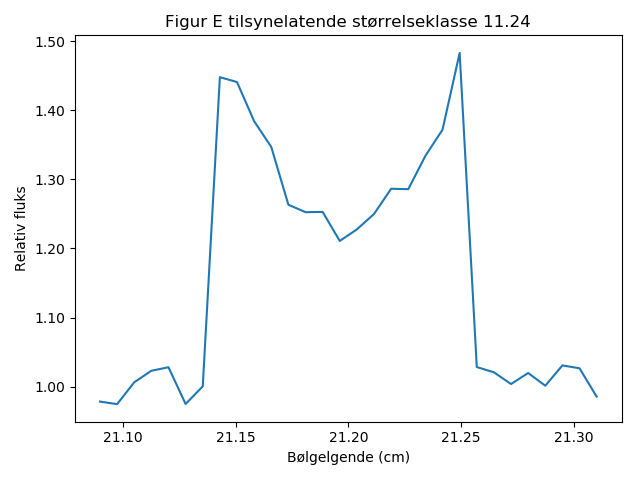 Figur E tilsynelatende størrelseklasse 11.24
1.50
1.40
1.30
1.20
1.10
1.00
Relativ fluks
21.10 21.15 21.20 21.25 21.30
Bølgelgende (cm)